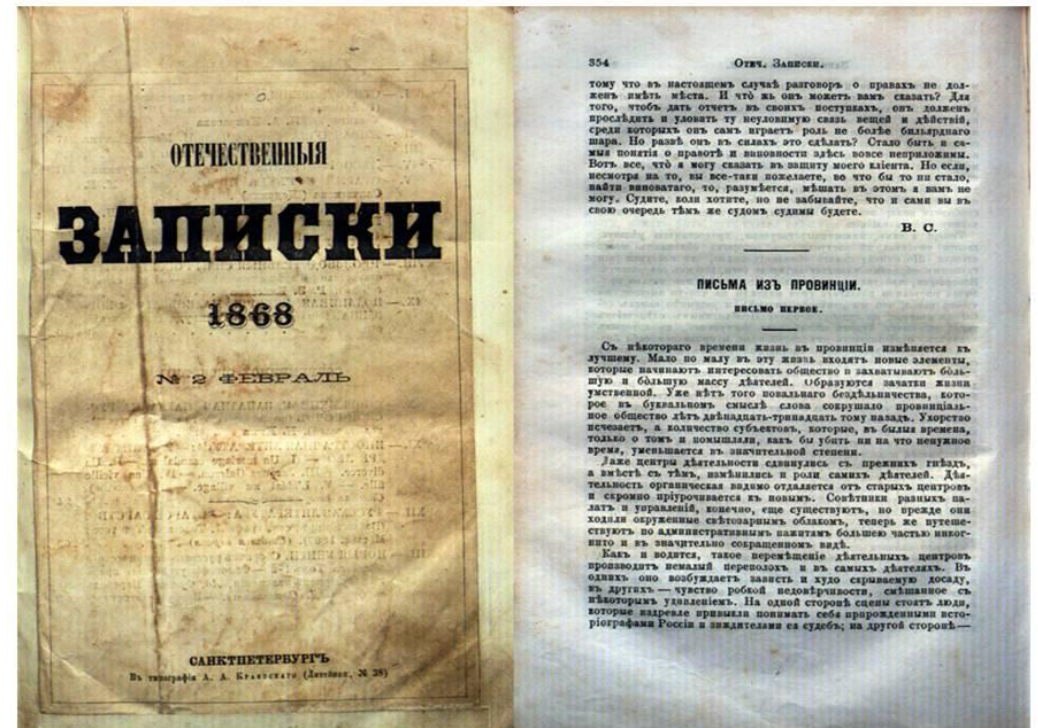 ОТЕЧЕСТВЕННЫЯ
ЗАПИСКИ
1868
№ 2 ФЕВРАЛЬ
САНКТПЕТЕРБУРГЪ
Въ типографіи А. А. Краевскаго (Литейная, № 38)
354 Отеч. Записки.
тому что въ настоящемъ случаѣ разговоръ о правахъ не дол-
женъ имѣть мѣста. И что̀ жь онъ можетъ вамъ сказать? Для
того, чтобъ дать отчетъ въ своихъ поступкахъ, онъ долженъ
прослѣдить и уловить ту неуловимую связь вещей и дѣйствій,
среди которыхъ онъ самъ играетъ роль не болѣе бильярднаго
шара. Но развѣ онъ въ силахъ это сдѣлать? Стало быть и са-
мыя понятія о правотѣ и виновности здѣсь вовсе неприложимы.
Вотъ все, что̀ я могу сказать въ защиту моего кліента. Но если,
несмотря на то, вы все-таки пожелаете, во что бы то ни стало,
найти виноватаго, то, разумѣется, мѣшать въ этомъ я вамъ не
могу. Судите, коли хотите, но не забывайте, что и сами вы въ
свою очередь тѣмъ же судомъ судимы будете.
В. С.
ПИСЬМА ИЗЪ ПРОВИНЦІИ.
ПИСЬМО ПЕРВОЕ.
Съ нѣкотораго времени жизнь въ провинціи измѣняется къ
лучшему. Мало по малу въ эту жизнь входятъ новые элементы,
которые начинаютъ интересовать общество и захватываютъ бо́ль-
шую и бо́льшую массу дѣятелей. Образуются зачатки жизни
умственной. Уже нѣтъ того повальнаго бездѣльничества, кото-
рое въ буквальномъ смыслѣ слова сокрушало провинціаль-
ное общество лѣтъ двѣнадцать-тринадцать тому назадъ. Ухорство
исчезаетъ, а количество субъектовъ, которые, въ былыя времена,
только о томъ и помышляли, какъ бы убить ни на что ненужное
время, уменьшается въ значительной степени.
Даже центры дѣятельности сдвинулись съ прежнихъ гнѣздъ,
а вмѣстѣ съ тѣмъ, измѣнились и роли самихъ дѣятелей. Дѣя-
тельность органическая видимо отдаляется отъ старыхъ центровъ
и скромно пріурочивается къ новымъ. Совѣтники разныхъ па-
латъ и управленій, конечно, еще существуютъ, но прежде они
ходили окруженные свѣтозарнымъ облакомъ, теперь же путеше-
ствуютъ по административнымъ пажитямъ большею частью инког-
нито и въ значительно сокращенномъ видѣ.
Какъ и водится, такое перемѣщеніе дѣятельныхъ центровъ
производитъ немалый переполохъ и въ самыхъ дѣятеляхъ. Въ
однихъ оно возбуждаетъ зависть и худо скрываемую досаду,
въ другихъ — чувство робкой недовѣрчивости, смѣшанное съ
нѣкоторымъ удивленіемъ. На одной сторонѣ сцены стоятъ люди,
которые издревле привыкли понимать себя прирожденными исто-
ріографами Россіи и зиждителями ея судебъ; на другой сторонѣ—